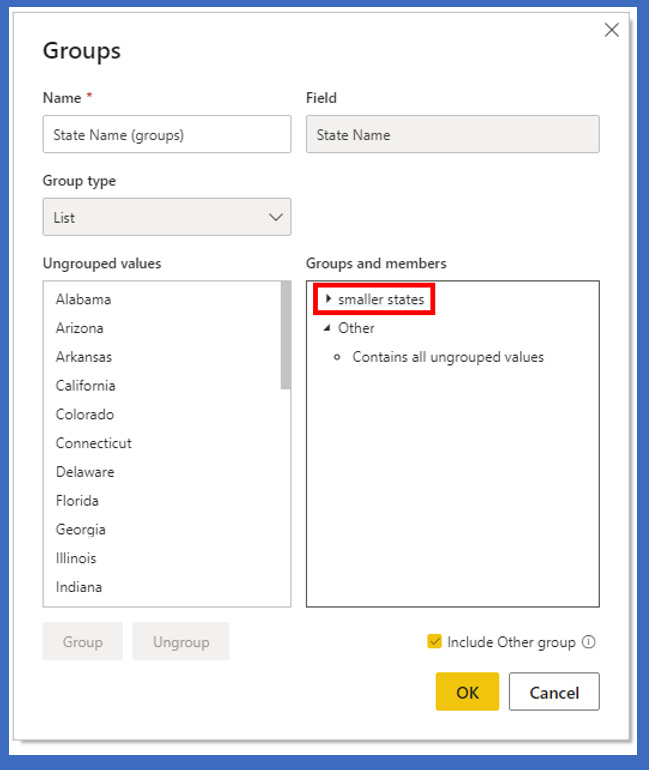 Groups
Name *
Field
State Name (groups)
State Name
Group type
List
Ungrouped values
Groups and members
Alabama
Arizona
Arkansas
California
Colorado
Connecticut
Delaware
Florida
Georgia
Illinois
Indiana
smaller states
Other
Contains all ungrouped values
Group
Ungroup
Include Other group
OK
Cancel